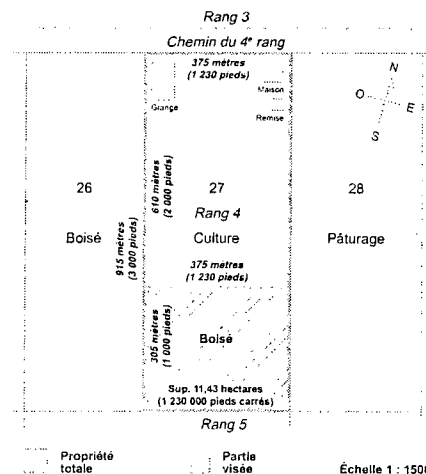 Rang 3
Chemin du 4e rang
375 mètres
(1 230 pieds)
Grange
Maison
Remise
N
O
E
S
26
27
28
610 mètres
(2 000 pieds)
Rang 4
Boisé
Culture
Pâturage
915 mètres
(3 000 pieds)
375 mètres
(1 230 pieds)
305 mètres
(1 000 pieds)
Boisé
Sup. 11,43 hectares
(1 230 000 pieds carrés)
Rang 5
Propriété
totale
Partie
visée
Échelle 1 : 1500